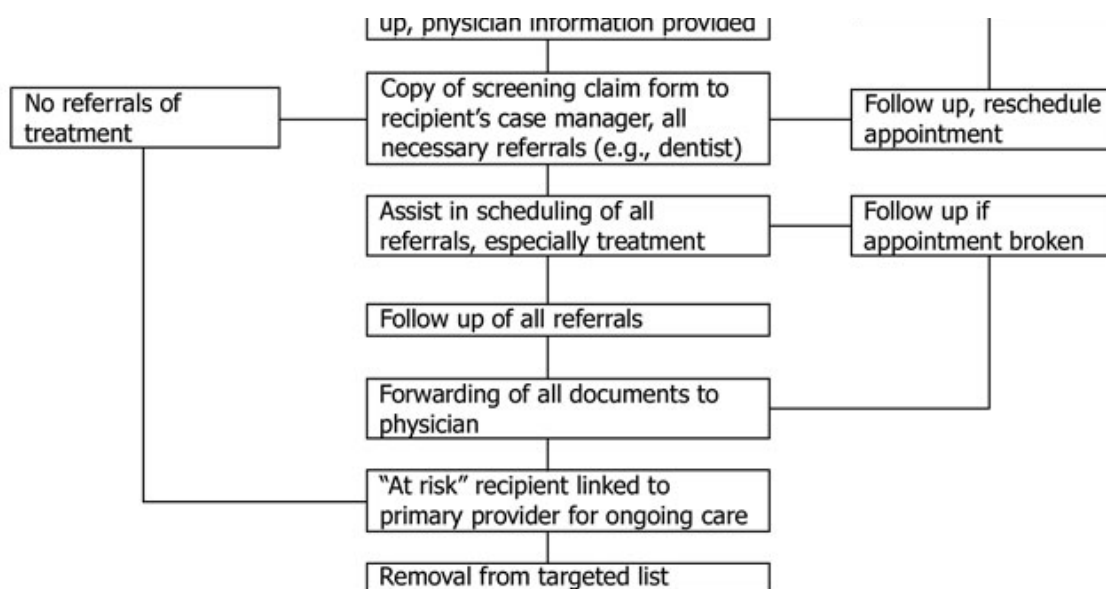 up, physician information provided
No referrals of
treatment
Copy of screening claim form to
recipient's case manager, all
necessary referrals (e.g., dentist)
Follow up, reschedule
appointment
Assist in scheduling of all
referrals, especially treatment
Follow up if
appointment broken
Follow up of all referrals
Forwarding of all documents to
physician
“At risk” recipient linked to
primary provider for ongoing care
Removal from targeted list